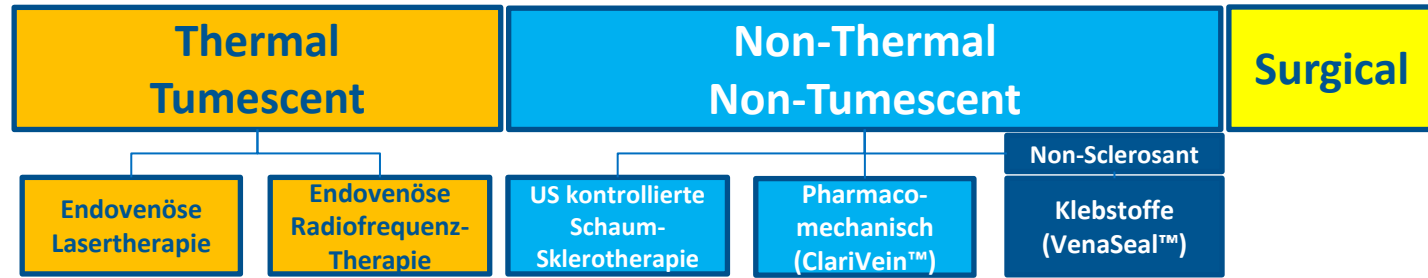 Thermal
Tumescent
Non-Thermal
Non-Tumescent
Surgical
Non-Sclerosant
Endovenöse
Lasertherapie
Endovenöse
Radiofrequenz-
Therapie
US kontrollierte
Schaum-
Sklerotherapie
Pharmaco-
mechanisch
(ClariVein™)
Klebstoffe
(VenaSeal™)